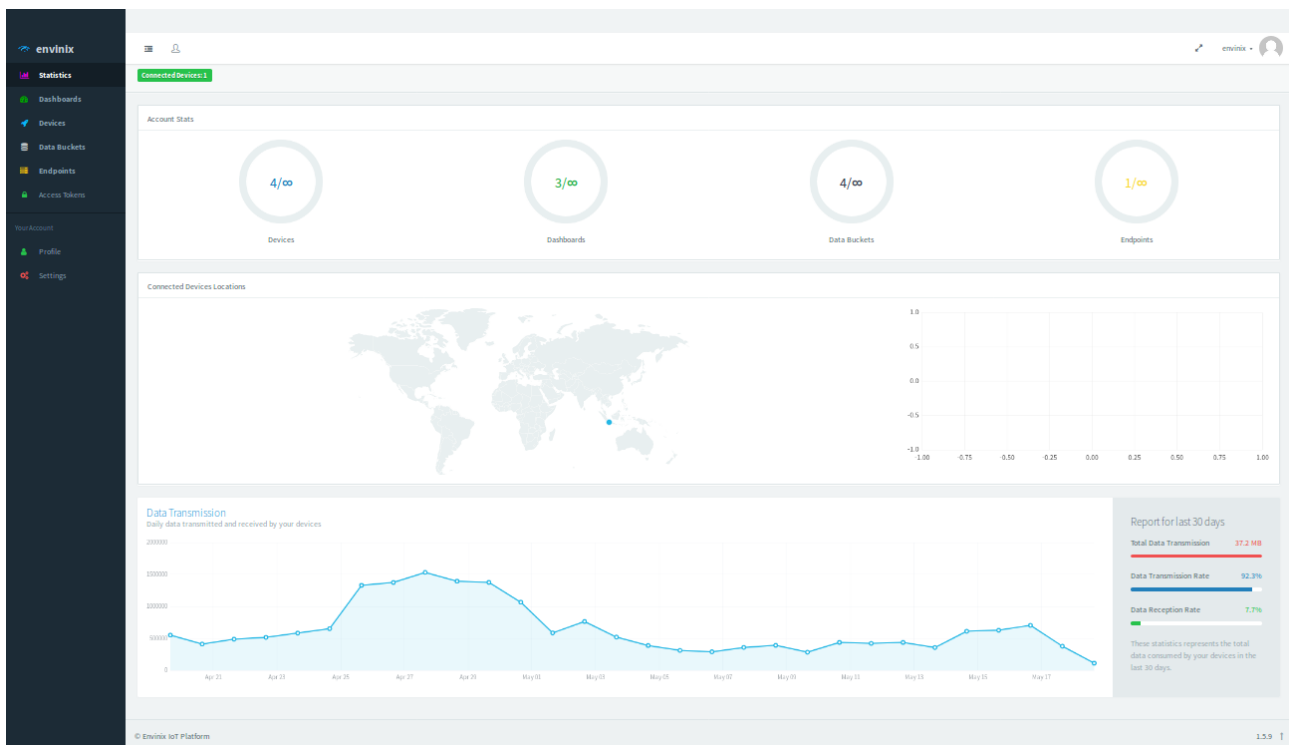 envinix
envinix
Statistics
Connected Devices: 1
Dashboards
Devices
Data Buckets
Endpoints
Access Tokens
Your Account
Profile
Settings
Account Stats
4/∞
3/∞
4/∞
1/∞
Devices
Dashboards
Data Buckets
Endpoints
Connected Devices Locations
1.0
0.5
0.0
-0.5
-1.0
-1.00 -0.75 -0.50 -0.25 0.00 0.25 0.50 0.75 1.00
Data Transmission
Daily data transmitted and received by your devices
2000000
1500000
1000000
500000
0
Apr 21 Apr 23 Apr 25 Apr 27 Apr 29 May 01 May 03 May 05 May 07 May 09 May 11 May 13 May 15 May 17
Report for last 30 days
Total Data Transmission 37.2 MB
Data Transmission Rate 92.3%
Data Reception Rate 7.7%
These statistics represents the total
data consumed by your devices in the
last 30 days.
© Envinix IoT Platform
1.5.9